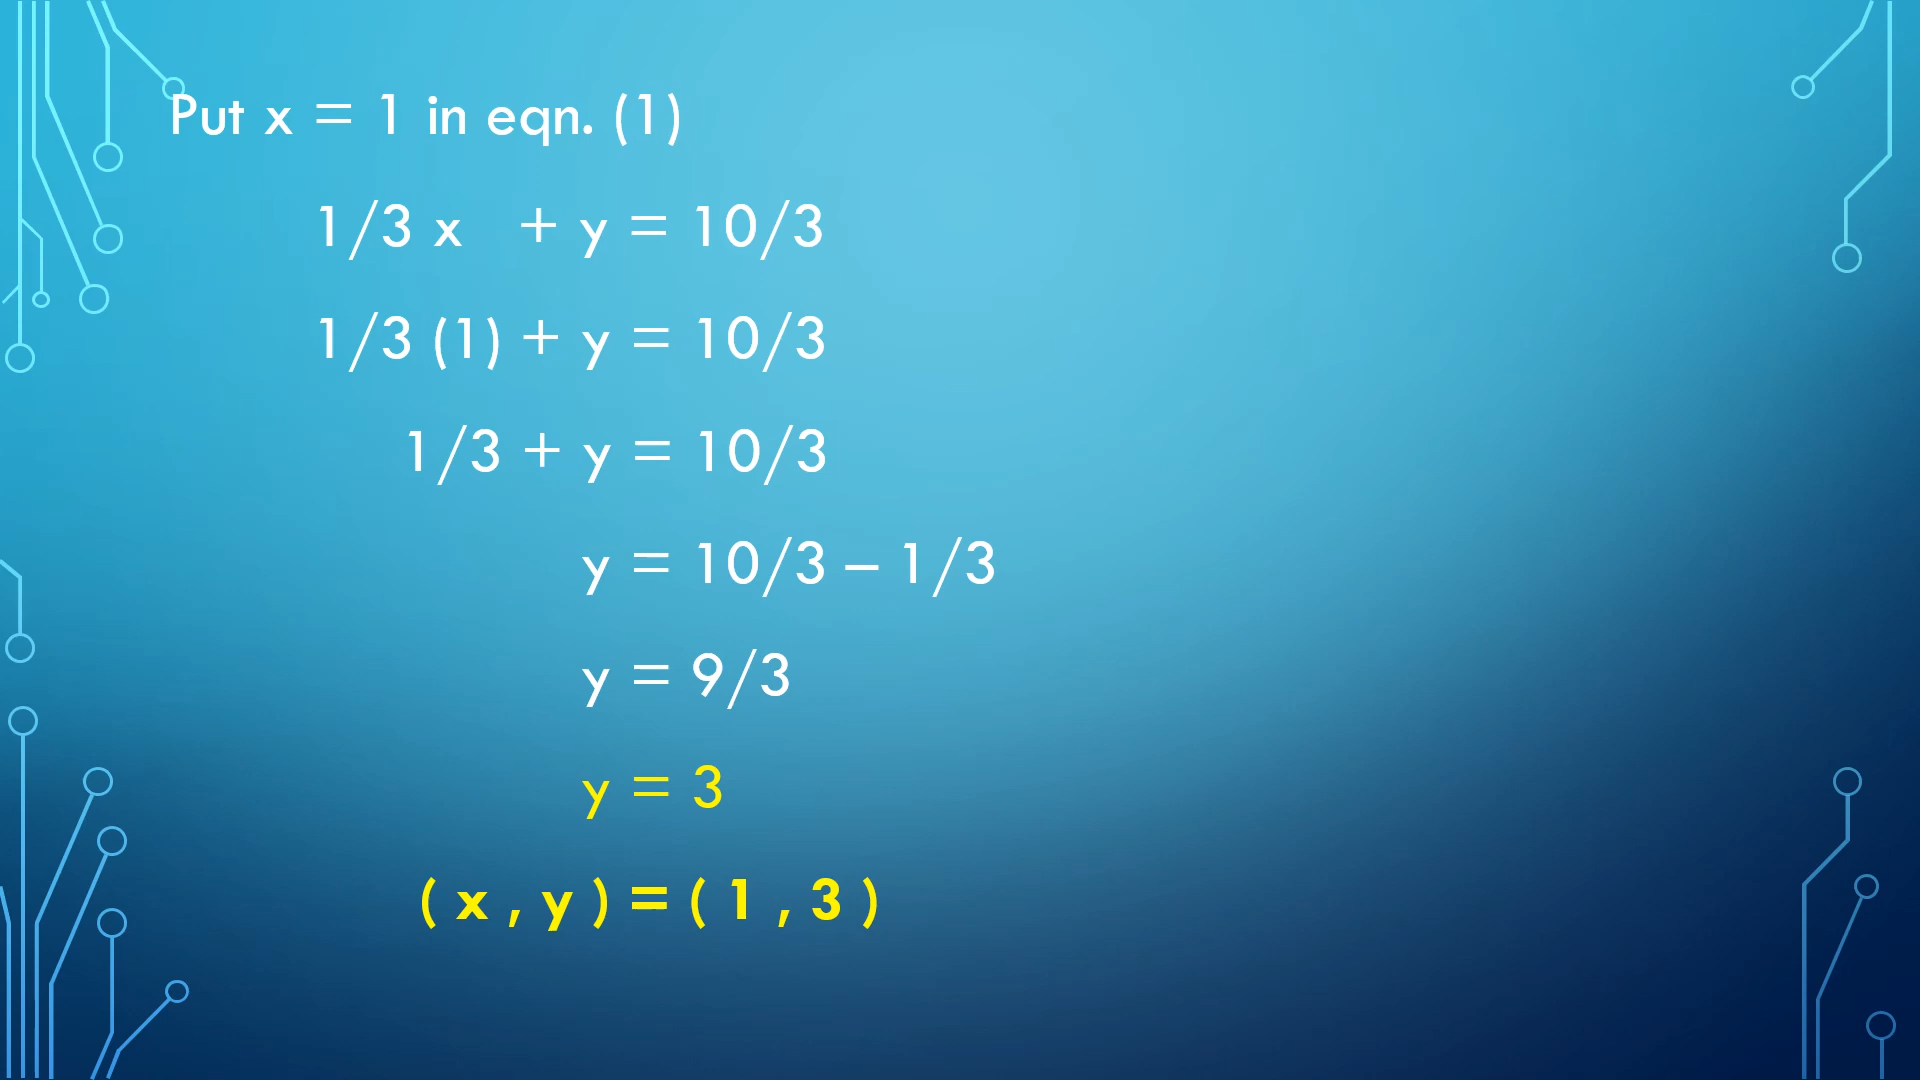 Put x = 1 in eqn. (1)
1/3 x + y = 10/3
1/3 (1) + y = 10/3
1/3 + y = 10/3
y = 10/3 – 1/3
y = 9/3
y = 3
( x , y ) = ( 1 , 3 )